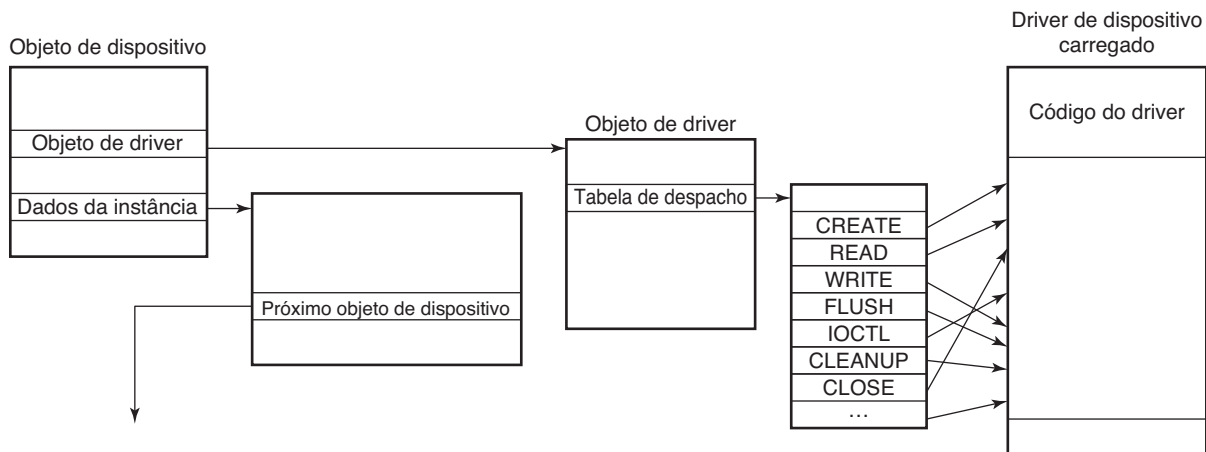 Objeto de dispositivo
Objeto de driver
Dados da instância
Próximo objeto de dispositivo
Objeto de driver
Tabela de despacho
CREATE
READ
WRITE
FLUSH
IOCTL
CLEANUP
CLOSE
...
Driver de dispositivo
carregado
Código do driver